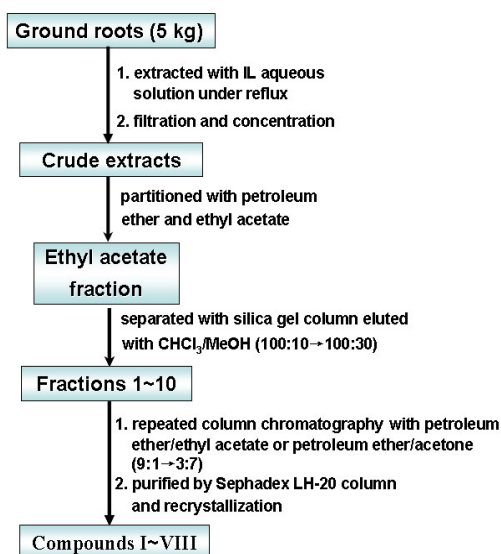 Ground roots (5 kg)
1. extracted with IL aqueous
solution under reflux
2. filtration and concentration
Crude extracts
partitioned with petroleum
ether and ethyl acetate
Ethyl acetate
fraction
separated with silica gel column eluted
with CHCl₃/MeOH (100:10→100:30)
Fractions 1~10
1. repeated column chromatography with petroleum
ether/ethyl acetate or petroleum ether/acetone
(9:1→3:7)
2. purified by Sephadex LH-20 column
and recrystallization
Compounds I~VIII